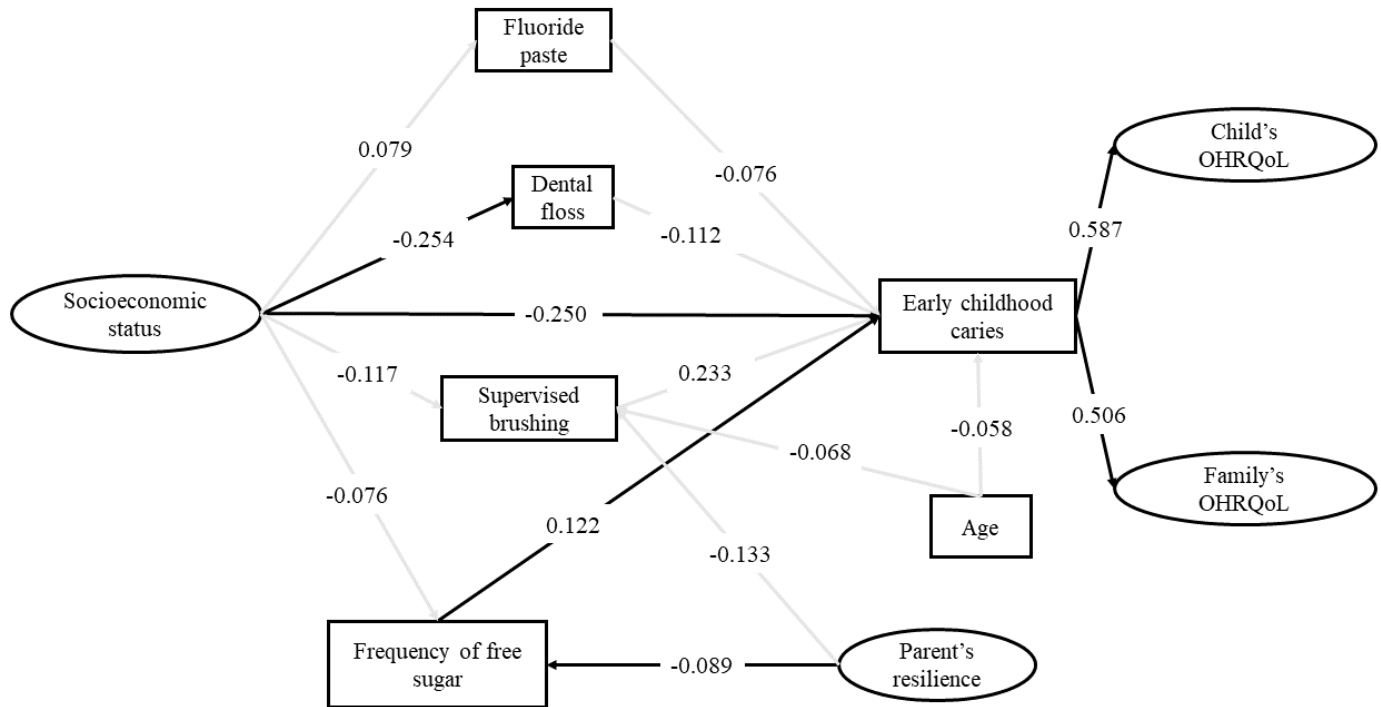 Fluoride
paste
Child's
OHRQoL
0.079
-0.076
Dental
floss
-0.112
0.587
-0.254
Socioeconomic
status
-0.250
Early childhood
caries
-0.117
0.233
Supervised
brushing
0.506
-0.058
-0.068
Family's
OHRQoL
-0.076
0.122
Age
-0.133
Frequency of free
sugar
-0.089
Parent's
resilience